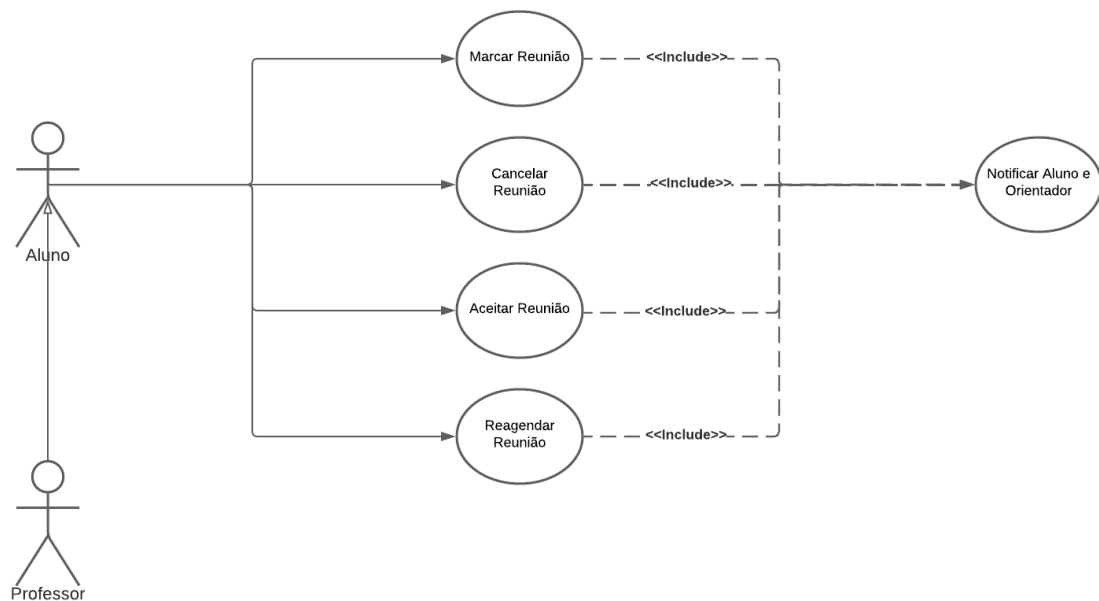 Marcar Reunião
<<Include>>
Cancelar
Reunião
<<Include>>
Notificar Aluno e
Orientador
Aluno
Aceitar Reunião
<<Include>>
Reagendar
Reunião
<<Include>>
Professor